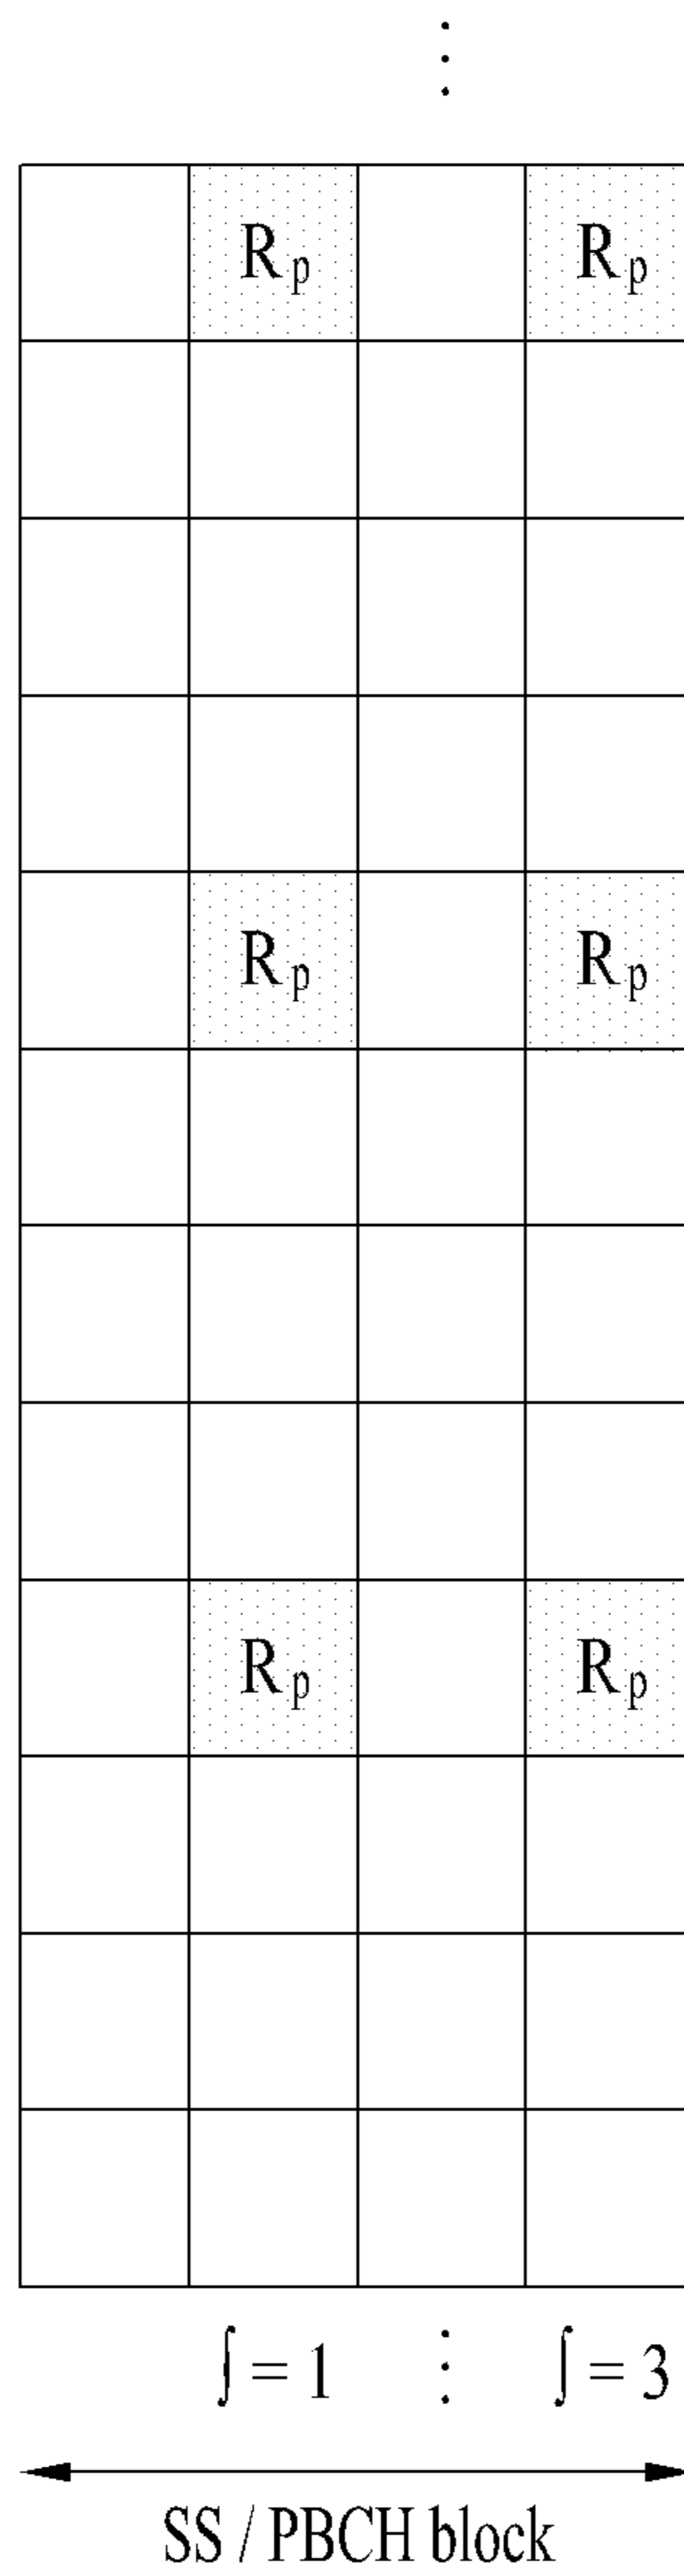 ⋮
Rp Rp
Rp Rp
Rp Rp
∫ = 1 ⋮ ∫ = 3
SS / PBCH block